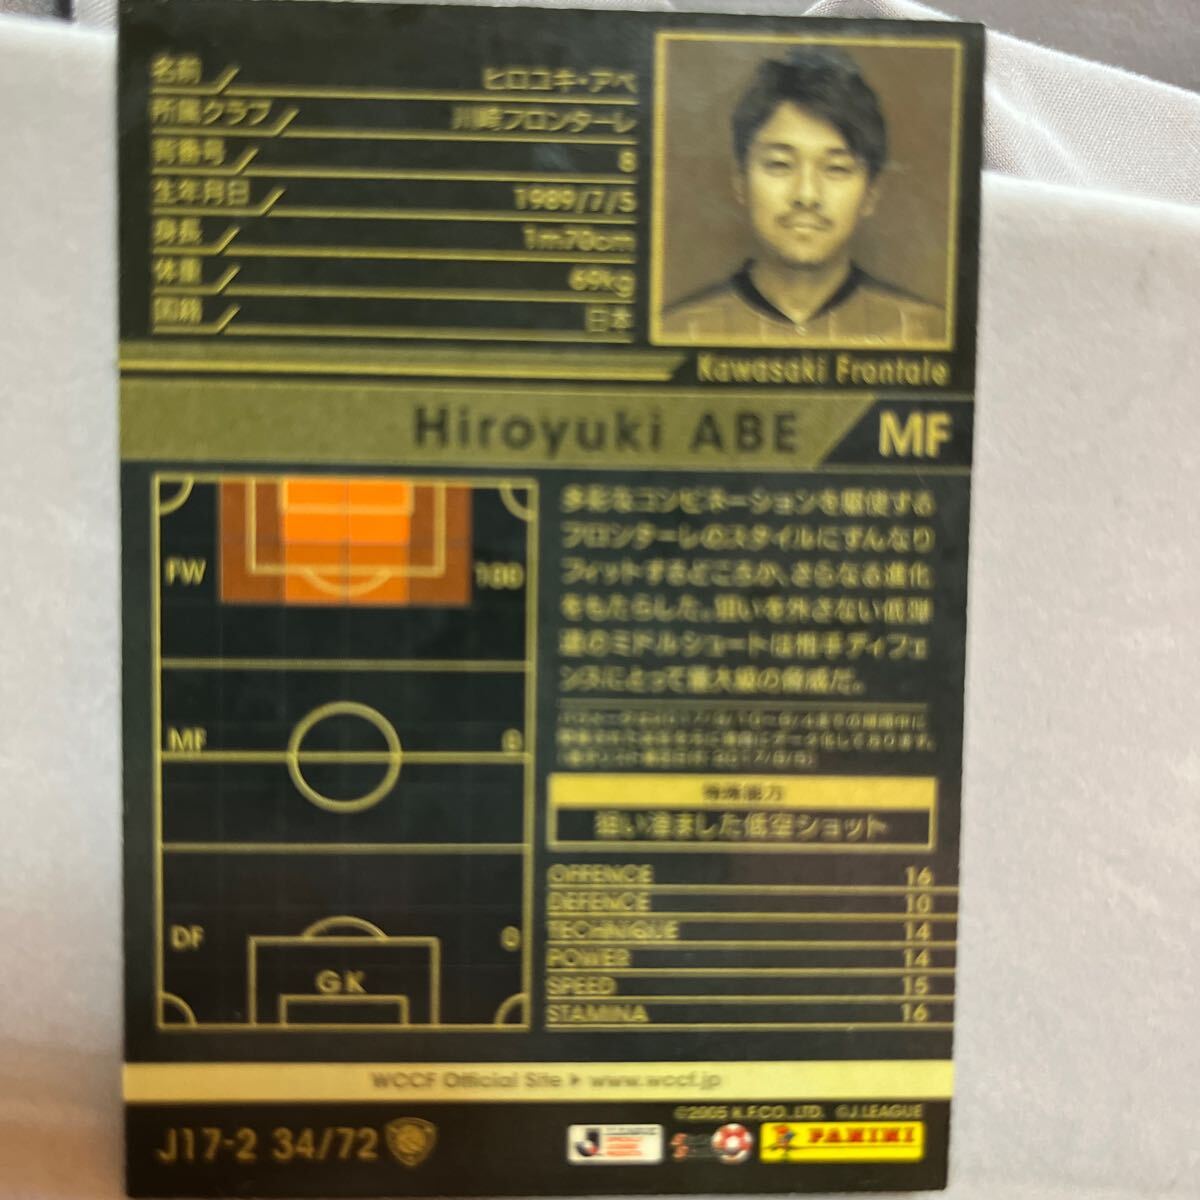 名前 ヒロユキ・アベ
所属クラブ 川崎フロンターレ
背番号 8
生年月日 1989/7/5
身長 1m70cm
体重 69kg
国籍 日本
Kawasaki Frontale
Hiroyuki ABE MF
多彩なコンビネーションを駆使する
フロンターレのスタイルにすんなり
フィットするどころか、さらなる進化
をもたらした。狙いを外さない低弾
道のミドルシュートは相手ディフェ
ンスにとって最大級の脅威だ。
特殊能力
狙い澄ました低空ショット
FW 100
MF 0
DF 0
GK
OFFENCE 16
DEFENCE 10
TECHNIQUE 14
POWER 14
SPEED 15
STAMINA 16
WCCF Official Site ▶ www.wccf.jp
©2005 K.F.CO.,LTD. ©J.LEAGUE
J17-2 34/72
J.LEAGUE
PANINI